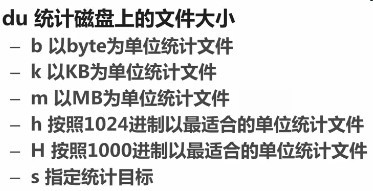 du 统计磁盘上的文件大小
– b 以byte为单位统计文件
– k 以KB为单位统计文件
– m 以MB为单位统计文件
– h 按照1024进制以最适合的单位统计文件
– H 按照1000进制以最适合的单位统计文件
– s 指定统计目标